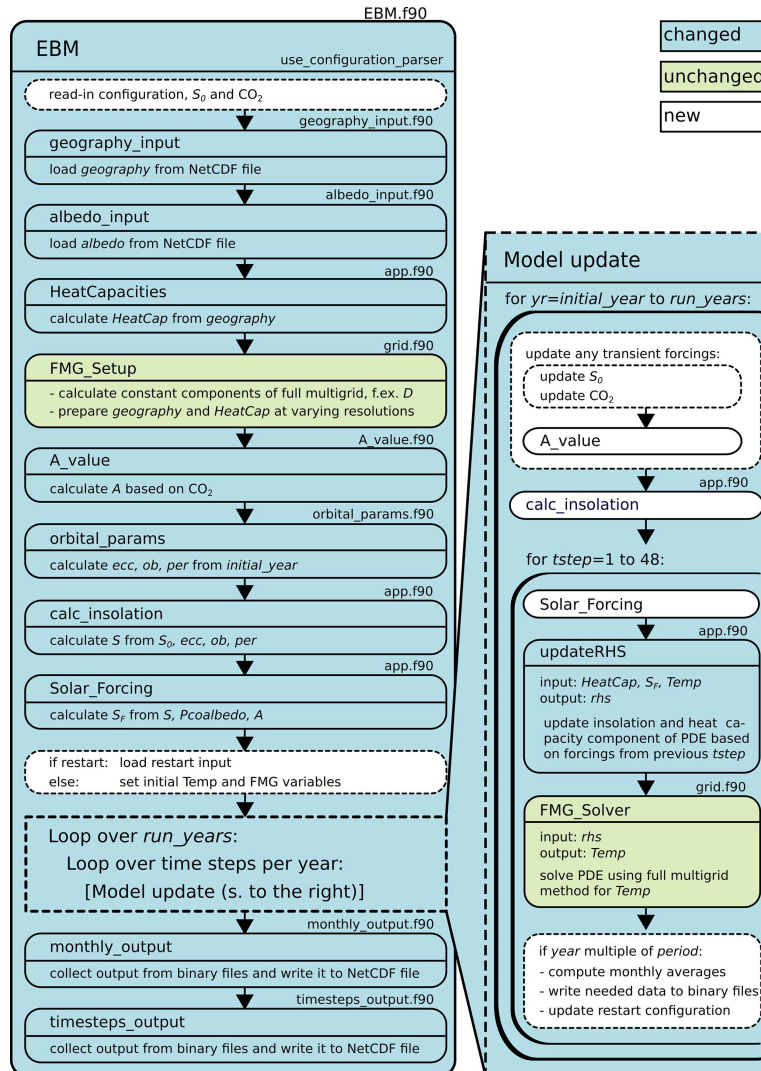 EBM.f90
EBM
use_configuration_parser
read-in configuration, S₀ and CO₂
geography_input.f90
geography_input
load geography from NetCDF file
albedo_input.f90
albedo_input
load albedo from NetCDF file
app.f90
HeatCapacities
calculate HeatCap from geography
grid.f90
FMG_Setup
- calculate constant components of full multigrid, f.ex. D
- prepare geography and HeatCap at varying resolutions
A_value.f90
A_value
calculate A based on CO₂
orbital_params.f90
orbital_params
calculate ecc, ob, per from initial_year
app.f90
calc_insolation
calculate S from S₀, ecc, ob, per
app.f90
Solar_Forcing
calculate S_F from S, Pcoalbedo, A
if restart: load restart input
else: set initial Temp and FMG variables
Loop over run_years:
Loop over time steps per year:
[Model update (s. to the right)]
monthly_output.f90
monthly_output
collect output from binary files and write it to NetCDF file
timesteps_output.f90
timesteps_output
collect output from binary files and write it to NetCDF file
changed
unchanged
new
Model update
for yr=initial_year to run_years:
update any transient forcings:
update S₀
update CO₂
A_value
app.f90
calc_insolation
for tstep=1 to 48:
Solar_Forcing
app.f90
updateRHS
input: HeatCap, S_F, Temp
output: rhs
update insolation and heat ca-
pacity component of PDE based
on forcings from previous tstep
grid.f90
FMG_Solver
input: rhs
output: Temp
solve PDE using full multigrid
method for Temp
if year multiple of period:
- compute monthly averages
- write needed data to binary files
- update restart configuration